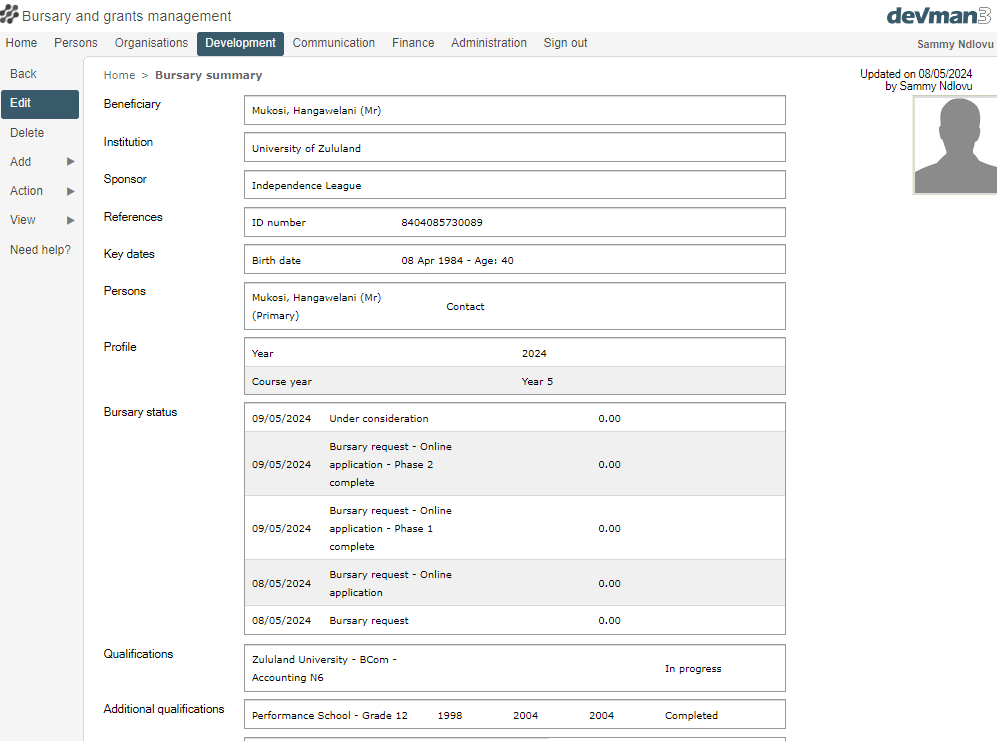 Bursary and grants management
devman3
Home Persons Organisations Development Communication Finance Administration Sign out
Sammy Ndlovu
Back
Edit
Delete
Add
Action
View
Need help?
Home > Bursary summary
Updated on 08/05/2024
by Sammy Ndlovu
Beneficiary
Mukosi, Hangawelani (Mr)
Institution
University of Zululand
Sponsor
Independence League
References
ID number 8404085730089
Key dates
Birth date 08 Apr 1984 - Age: 40
Persons
Mukosi, Hangawelani (Mr)
(Primary)
Contact
Profile
Year 2024
Course year Year 5
Bursary status
09/05/2024 Under consideration 0.00
Bursary request - Online
09/05/2024 application - Phase 2 0.00
complete
Bursary request - Online
09/05/2024 application - Phase 1 0.00
complete
08/05/2024 Bursary request - Online 0.00
application
08/05/2024 Bursary request 0.00
Qualifications
Zululand University - BCom -
Accounting N6
In progress
Additional qualifications
Performance School - Grade 12 1998 2004 2004 Completed